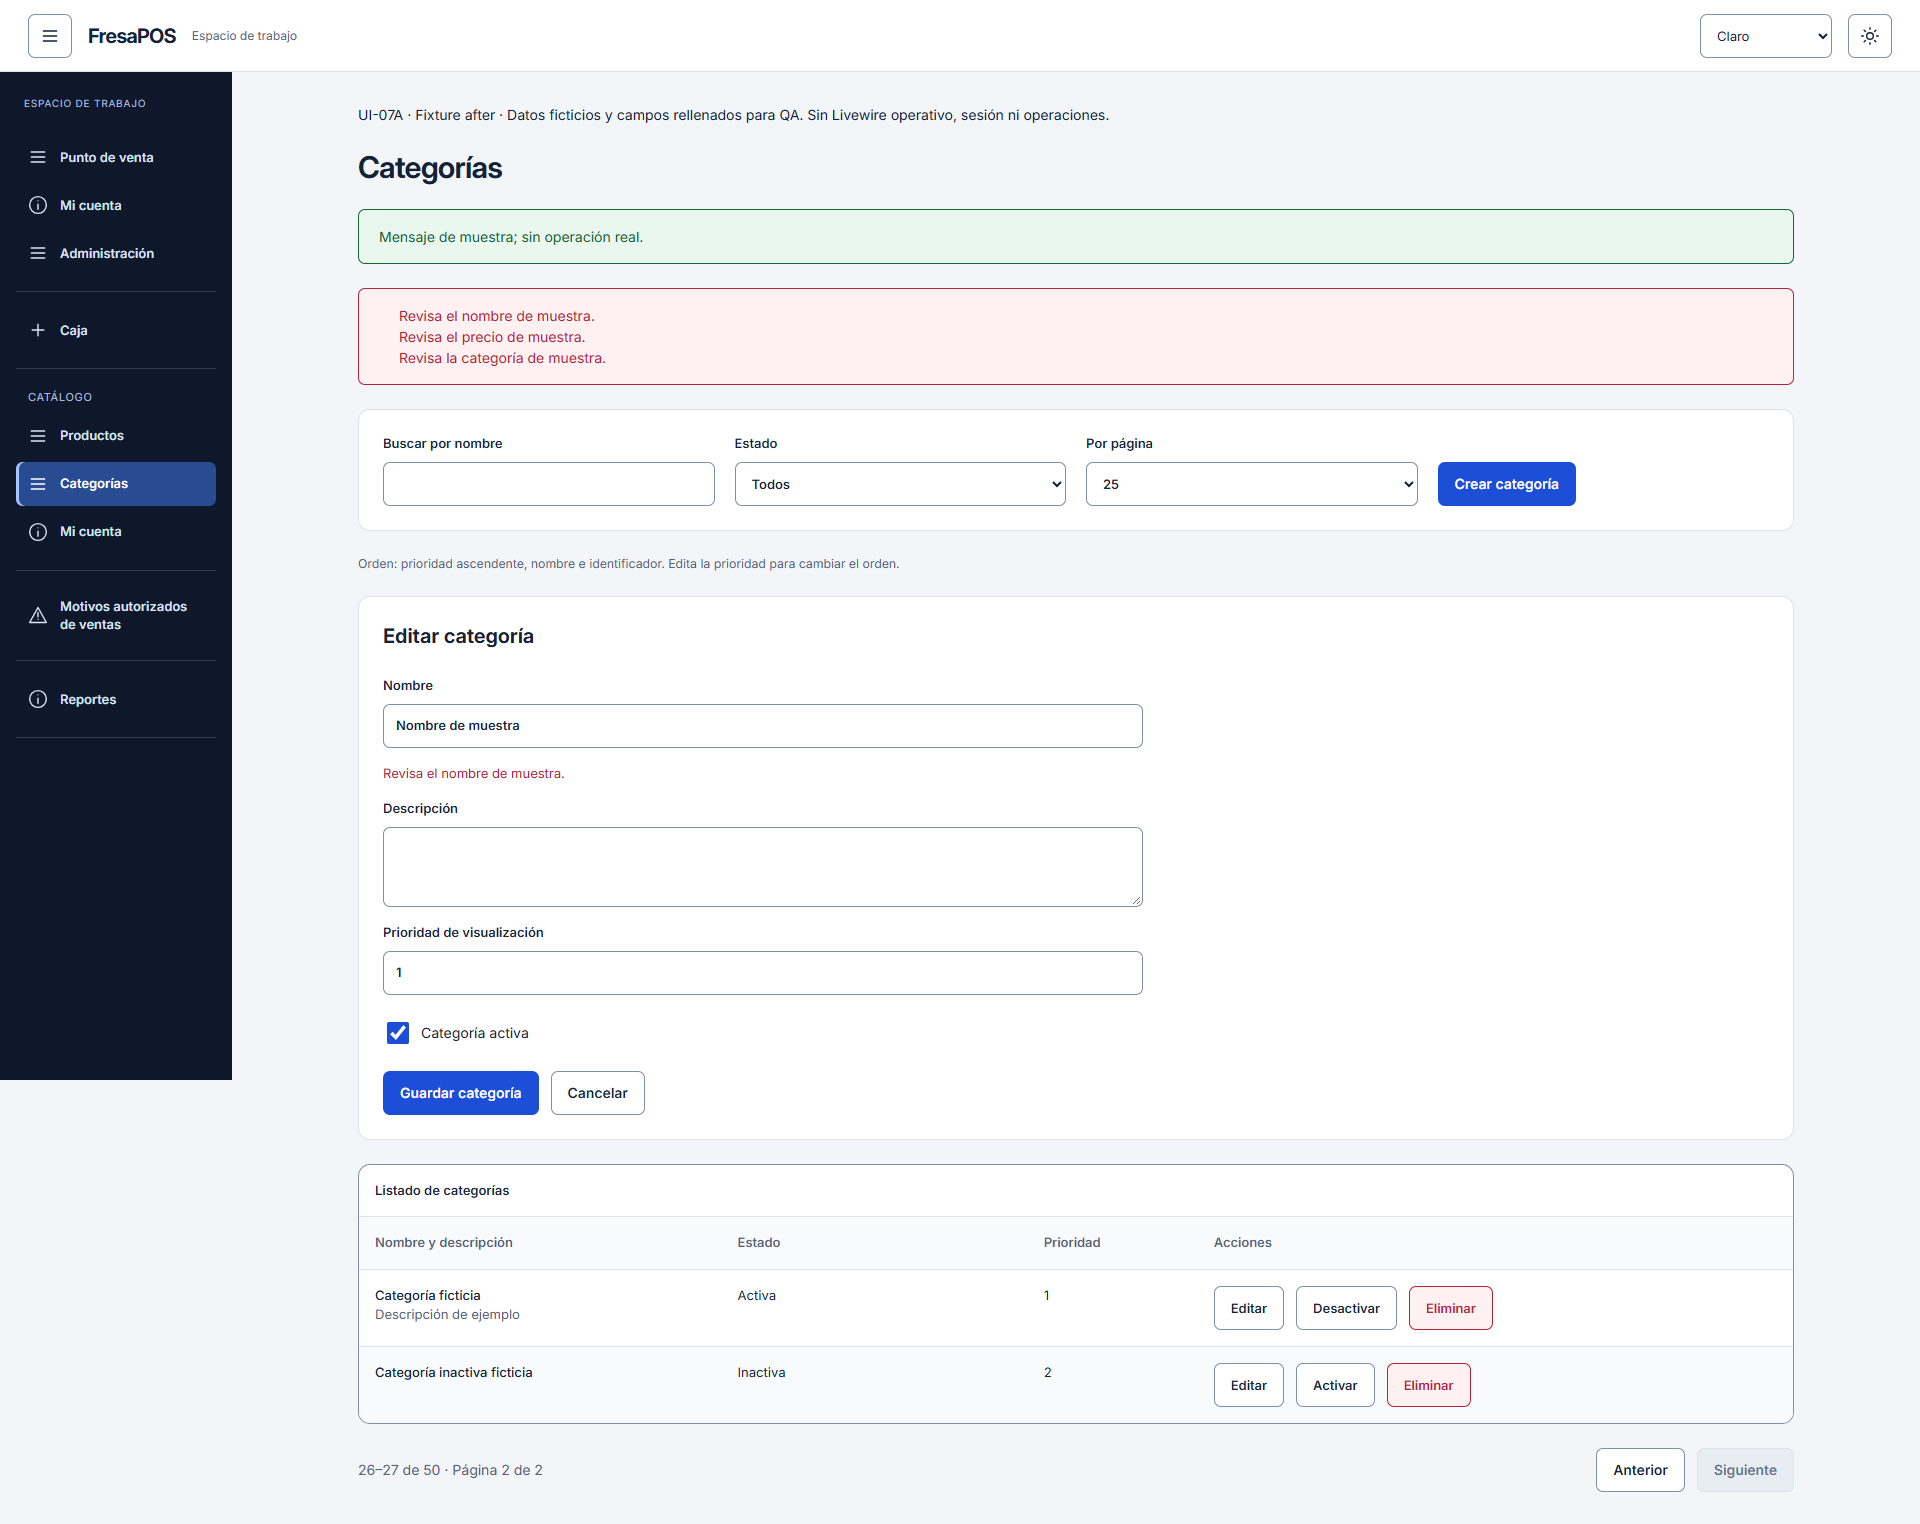 FresaPOS
Espacio de trabajo
Claro
ESPACIO DE TRABAJO
Punto de venta
Mi cuenta
Administración
Caja
CATÁLOGO
Productos
Categorías
Mi cuenta
Motivos autorizados
de ventas
Reportes
UI-07A · Fixture after · Datos ficticios y campos rellenados para QA. Sin Livewire operativo, sesión ni operaciones.
Categorías
Mensaje de muestra; sin operación real.
Revisa el nombre de muestra.
Revisa el precio de muestra.
Revisa la categoría de muestra.
Buscar por nombre
Estado
Por página
Todos
25
Crear categoría
Orden: prioridad ascendente, nombre e identificador. Edita la prioridad para cambiar el orden.
Editar categoría
Nombre
Nombre de muestra
Revisa el nombre de muestra.
Descripción
Prioridad de visualización
1
Categoría activa
Guardar categoría
Cancelar
Listado de categorías
Nombre y descripción
Estado
Prioridad
Acciones
Categoría ficticia
Descripción de ejemplo
Activa
1
Editar
Desactivar
Eliminar
Categoría inactiva ficticia
Inactiva
2
Editar
Activar
Eliminar
26–27 de 50 · Página 2 de 2
Anterior
Siguiente